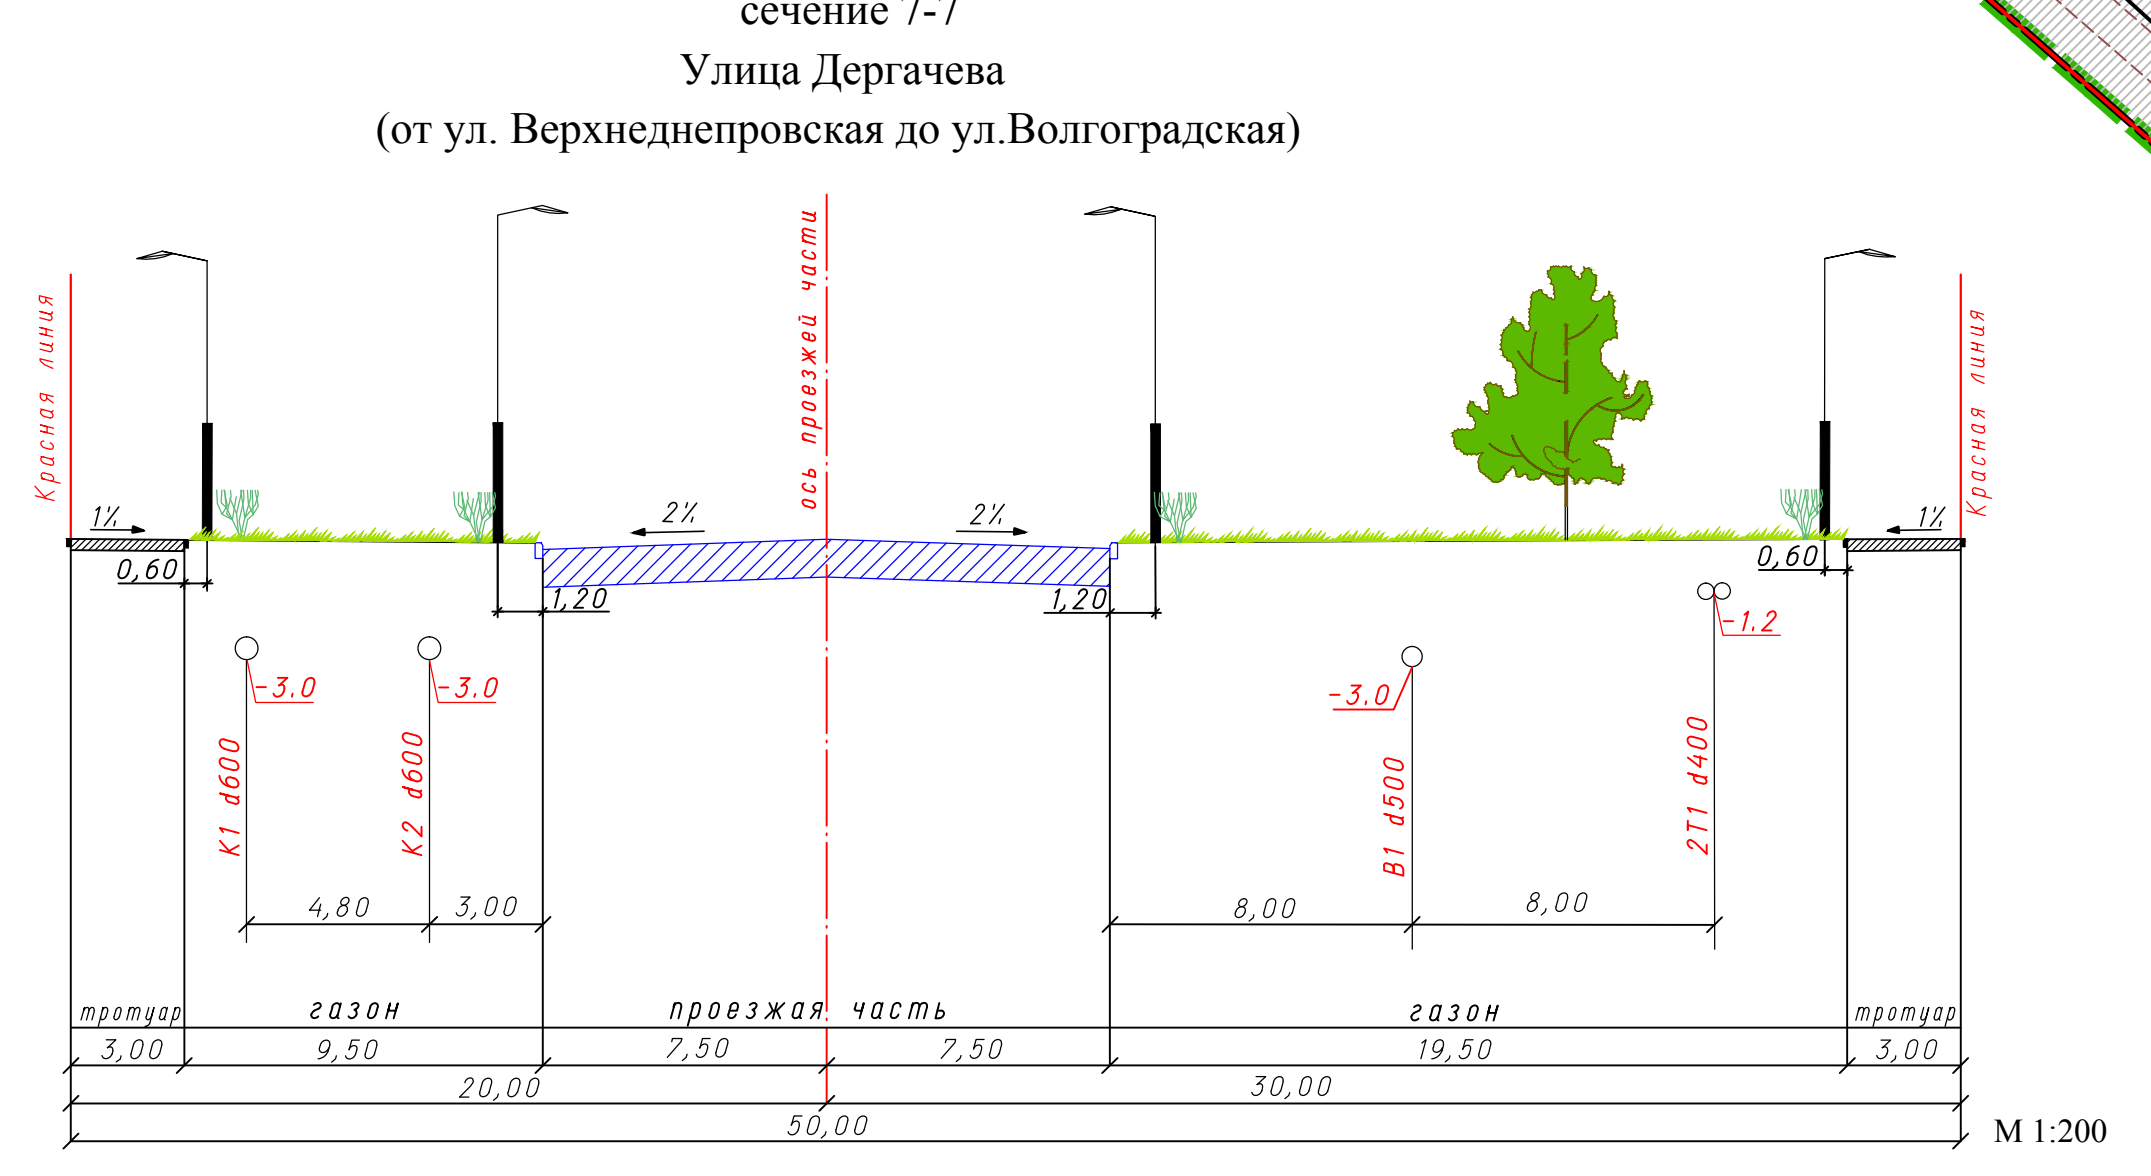 сечение 7-7
Улица Дергачева
(от ул. Верхнеднепровская до ул.Волгоградская)
Красная линия
ось проезжей части
Красная линия
1%
2%
2%
1%
0,60
1,20
1,20
0,60
-3.0
-3.0
-3.0
-1.2
К1 d600
К2 d600
В1 d500
2Т1 d400
4,80
3,00
8,00
8,00
тротуар
газон
проезжая часть
газон
тротуар
3,00
9,50
7,50
7,50
19,50
3,00
20,00
30,00
50,00
М 1:200